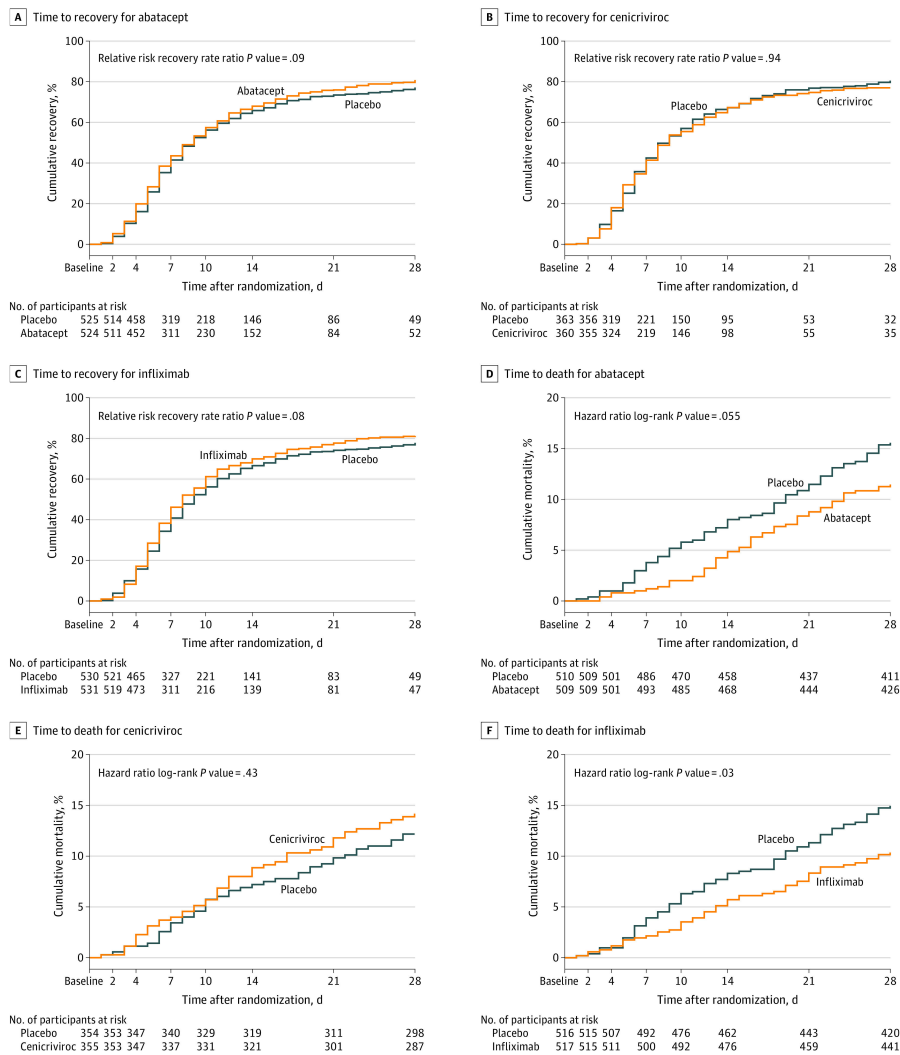 A Time to recovery for abatacept
Relative risk recovery rate ratio P value = .09
Cumulative recovery, %
100
80
60
40
20
0
Abatacept
Placebo
Baseline 2 4 7 10 14 21 28
Time after randomization, d
No. of participants at risk
Placebo 525 514 458 319 218 146 86 49
Abatacept 524 511 452 311 230 152 84 52
B Time to recovery for cenicriviroc
Relative risk recovery rate ratio P value = .94
Cumulative recovery, %
100
80
60
40
20
0
Placebo
Cenicriviroc
Baseline 2 4 7 10 14 21 28
Time after randomization, d
No. of participants at risk
Placebo 363 356 319 221 150 95 53 32
Cenicriviroc 360 355 324 219 146 98 55 35
C Time to recovery for infliximab
Relative risk recovery rate ratio P value = .08
Cumulative recovery, %
100
80
60
40
20
0
Infliximab
Placebo
Baseline 2 4 7 10 14 21 28
Time after randomization, d
No. of participants at risk
Placebo 530 521 465 327 221 141 83 49
Infliximab 531 519 473 311 216 139 81 47
D Time to death for abatacept
Hazard ratio log-rank P value = .055
Cumulative mortality, %
20
15
10
5
0
Placebo
Abatacept
Baseline 2 4 7 10 14 21 28
Time after randomization, d
No. of participants at risk
Placebo 510 509 501 486 470 458 437 411
Abatacept 509 509 501 493 485 468 444 426
E Time to death for cenicriviroc
Hazard ratio log-rank P value = .43
Cumulative mortality, %
20
15
10
5
0
Cenicriviroc
Placebo
Baseline 2 4 7 10 14 21 28
Time after randomization, d
No. of participants at risk
Placebo 354 353 347 340 329 319 311 298
Cenicriviroc 355 353 347 337 331 321 301 287
F Time to death for infliximab
Hazard ratio log-rank P value = .03
Cumulative mortality, %
20
15
10
5
0
Placebo
Infliximab
Baseline 2 4 7 10 14 21 28
Time after randomization, d
No. of participants at risk
Placebo 516 515 507 492 476 462 443 420
Infliximab 517 515 511 500 492 476 459 441